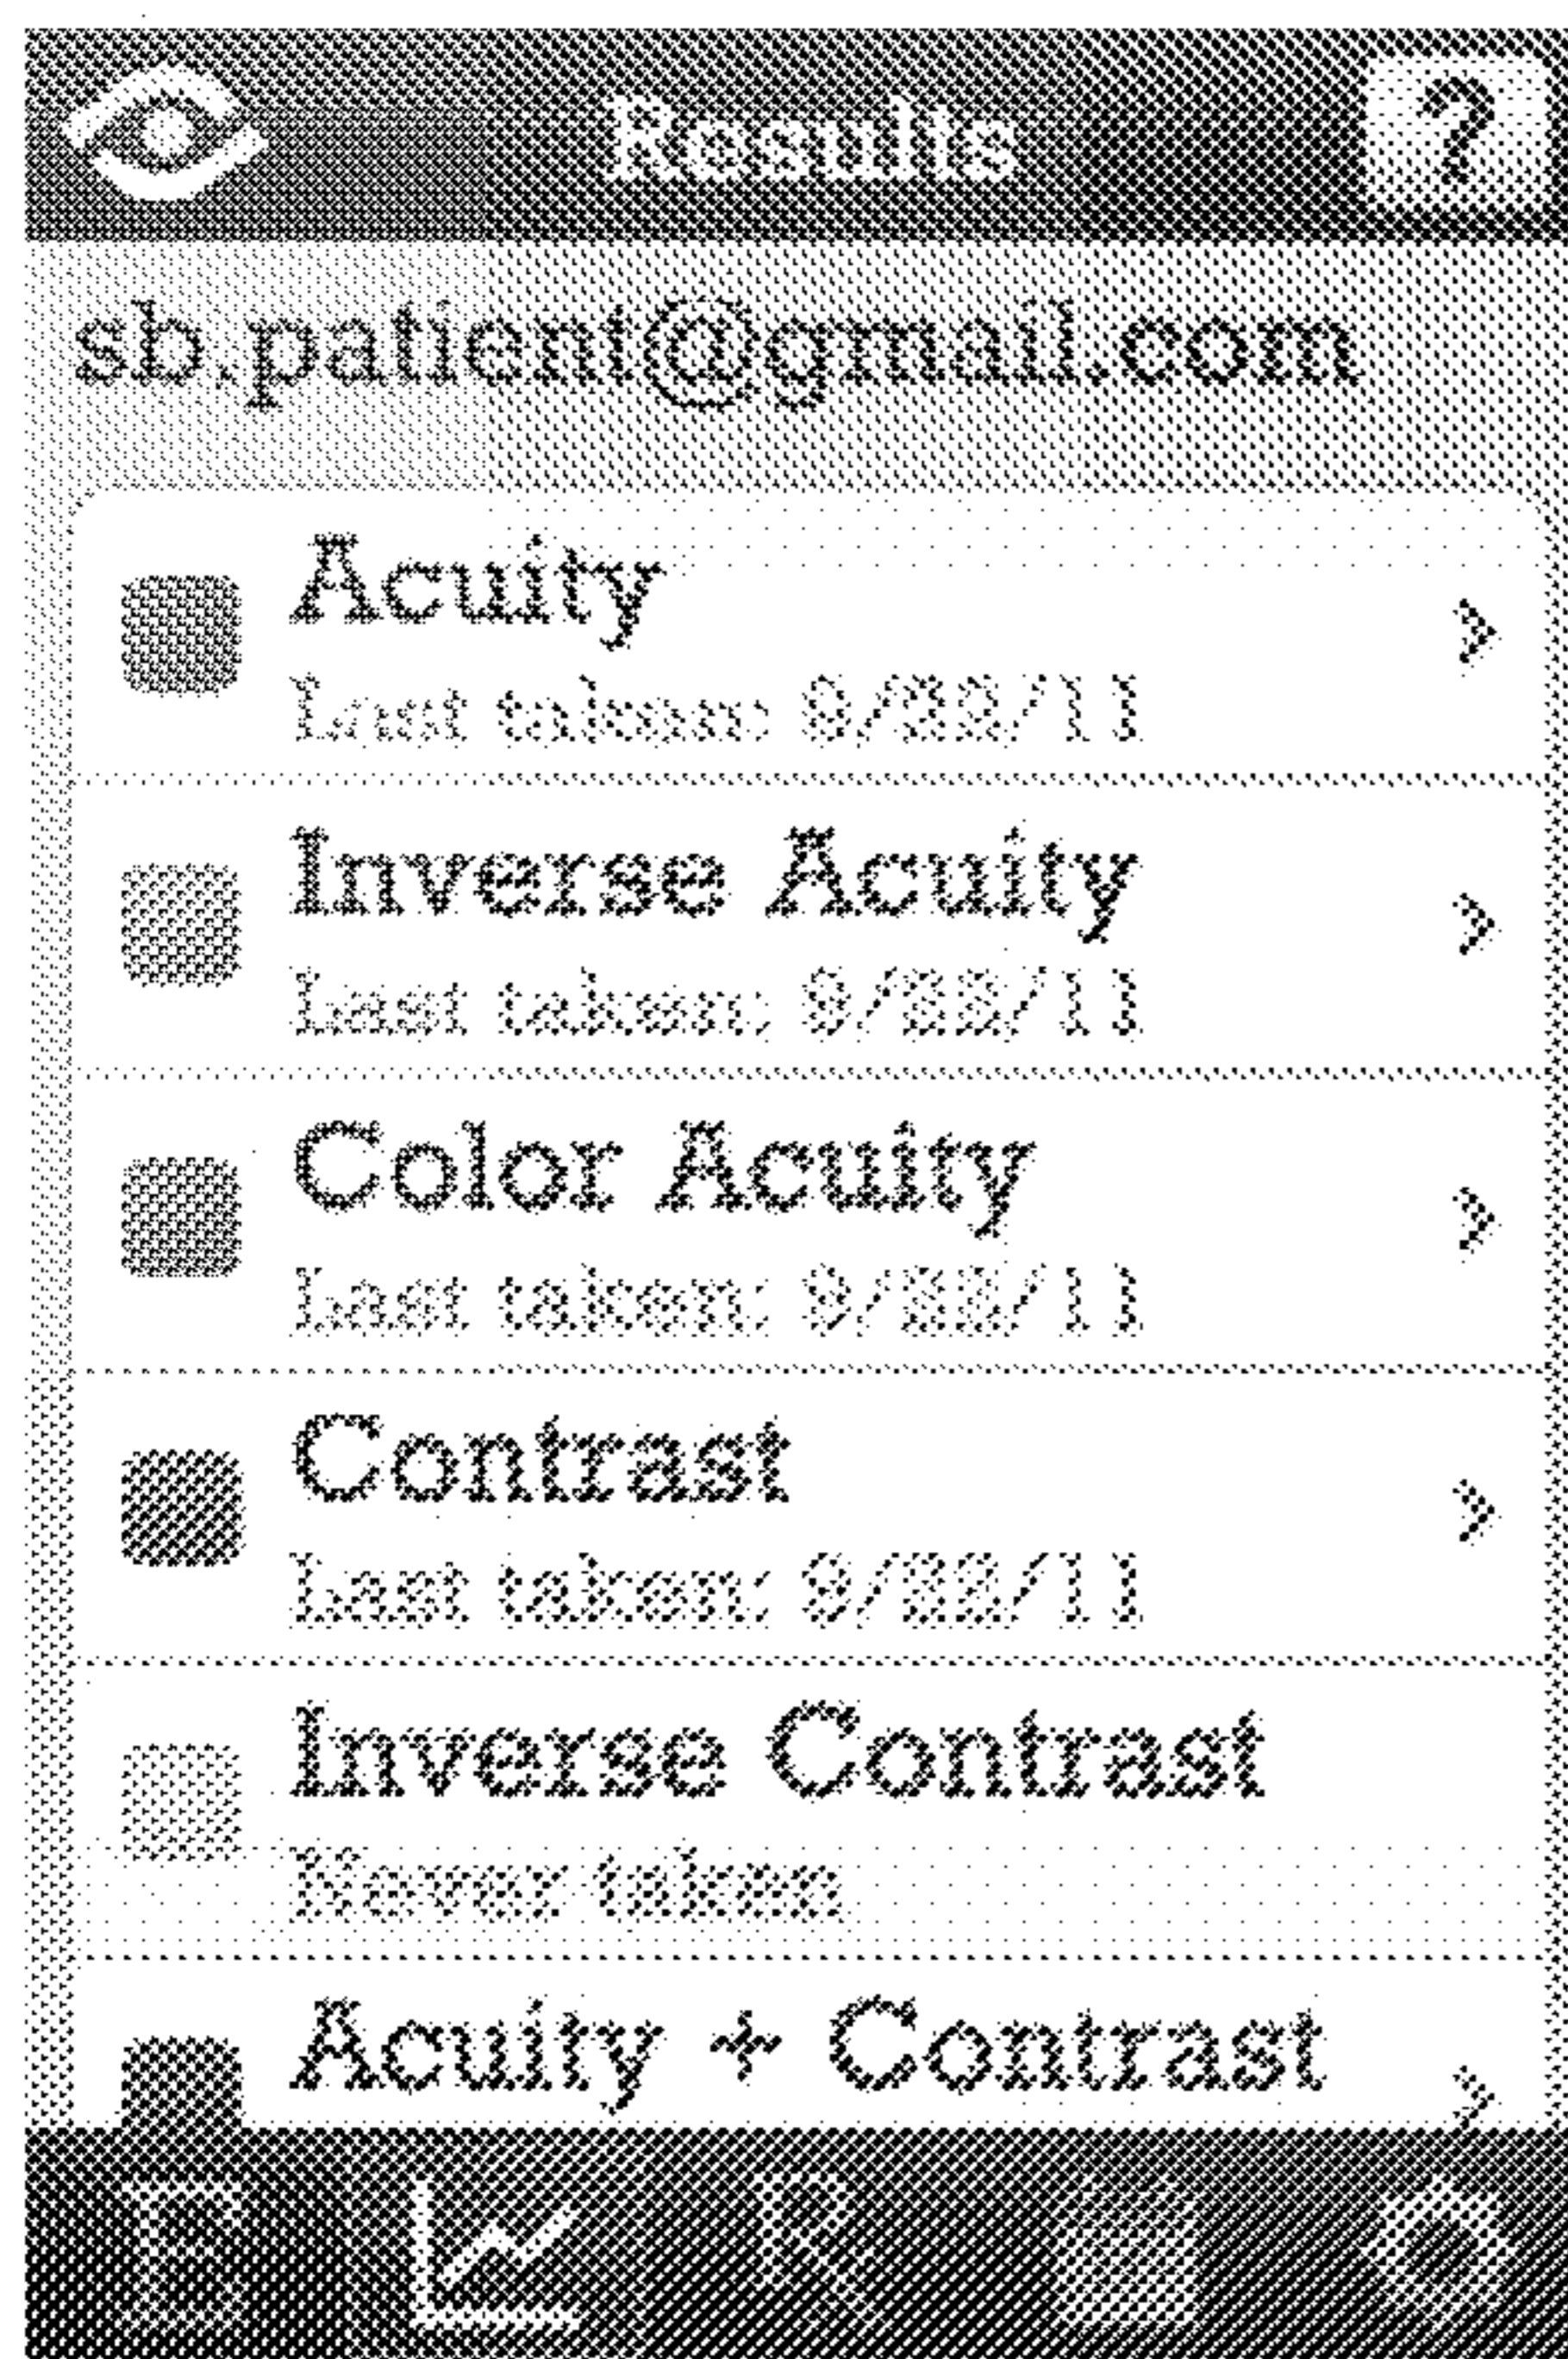 Results ?
sb.patient@gmail.com
Acuity
Last taken: 9/22/11
Inverse Acuity
Last taken: 9/22/11
Color Acuity
Last taken: 9/22/11
Contrast
Last taken: 9/22/11
Inverse Contrast
Never taken
Acuity + Contrast
E R